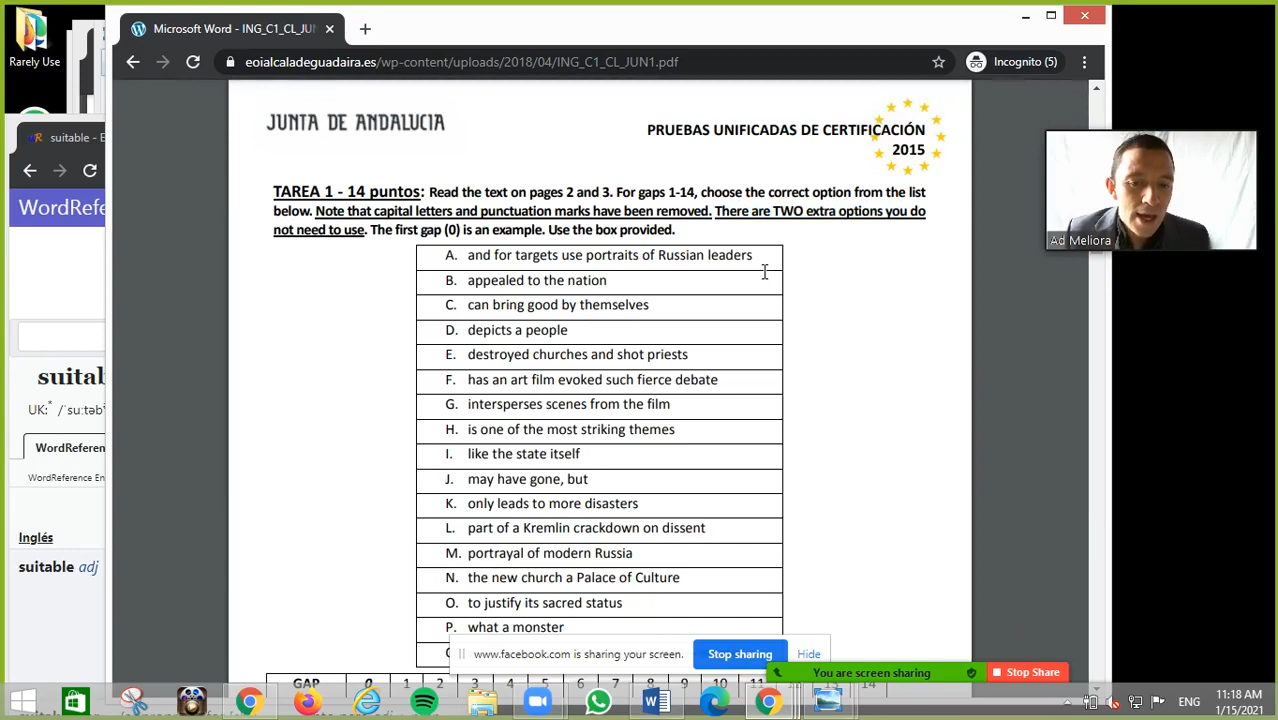 Rarely Use
Microsoft Word - ING_C1_CL_JUN
eoialcaladeguadaira.es/wp-content/uploads/2018/04/ING_C1_CL_JUN1.pdf
Incognito (5)
suitable - E
WordRefe
suitab
UK:* /ˈsuːtəb
WordReferen
WordReference En
Inglés
suitable adj
JUNTA DE ANDALUCIA
PRUEBAS UNIFICADAS DE CERTIFICACIÓN
2015
TAREA 1 - 14 puntos: Read the text on pages 2 and 3. For gaps 1-14, choose the correct option from the list
below. Note that capital letters and punctuation marks have been removed. There are TWO extra options you do
not need to use. The first gap (0) is an example. Use the box provided.
A. and for targets use portraits of Russian leaders
B. appealed to the nation
C. can bring good by themselves
D. depicts a people
E. destroyed churches and shot priests
F. has an art film evoked such fierce debate
G. intersperses scenes from the film
H. is one of the most striking themes
I. like the state itself
J. may have gone, but
K. only leads to more disasters
L. part of a Kremlin crackdown on dissent
M. portrayal of modern Russia
N. the new church a Palace of Culture
O. to justify its sacred status
P. what a monster
GAP 0 1 2 3 4 5 6 7 8 9 10 11 12 13 14
Ad Meliora
www.facebook.com is sharing your screen.
Stop sharing
Hide
You are screen sharing
Stop Share
ENG
11:18 AM
1/15/2021